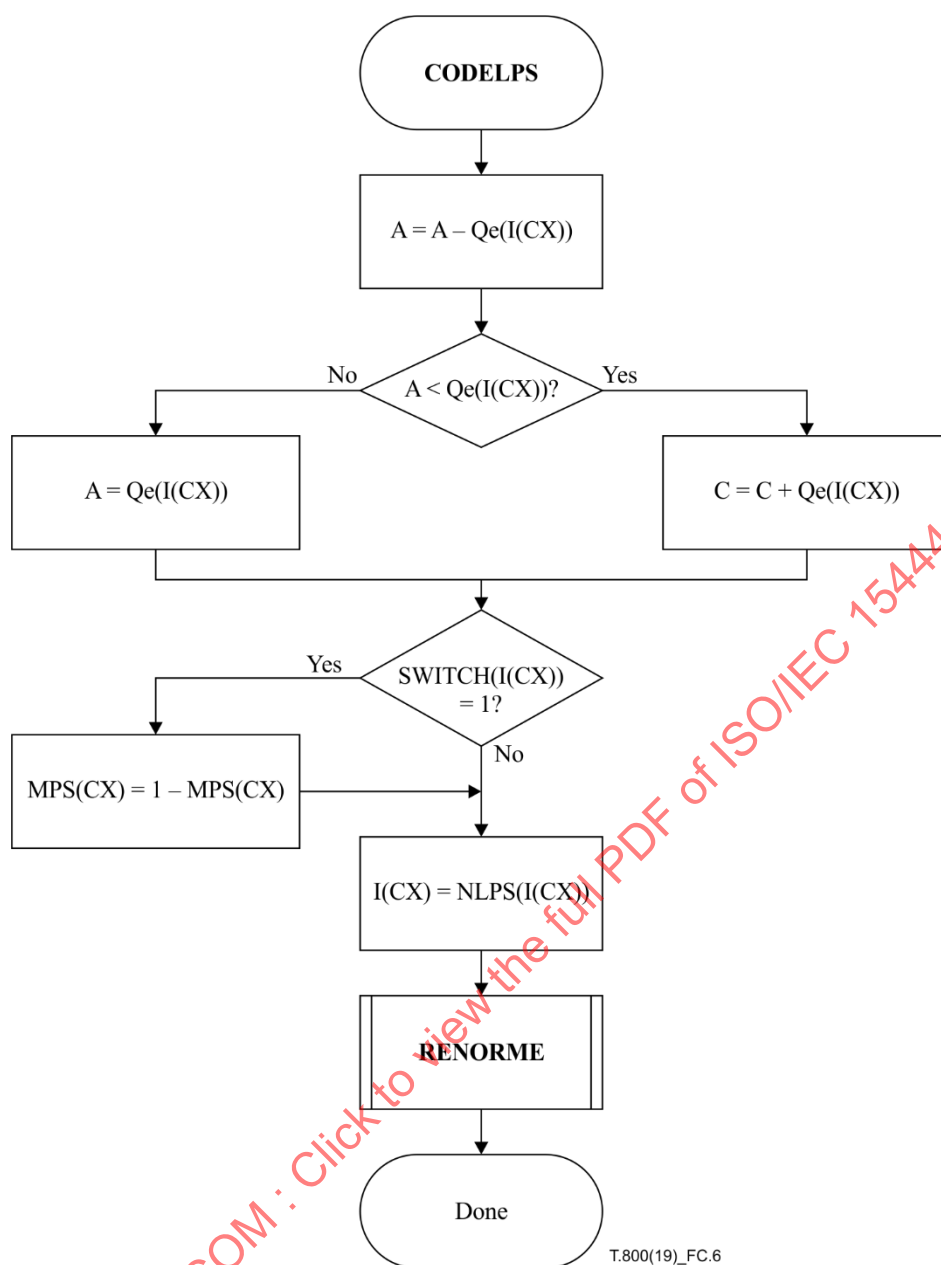 CODELPS
A = A – Qe(I(CX))
A < Qe(I(CX))?
No
Yes
A = Qe(I(CX))
C = C + Qe(I(CX))
SWITCH(I(CX))
= 1?
Yes
No
MPS(CX) = 1 – MPS(CX)
I(CX) = NLPS(I(CX))
RENORME
Done
T.800(19)_FC.6
OM : Click to view the full PDF of ISO/IEC 15444